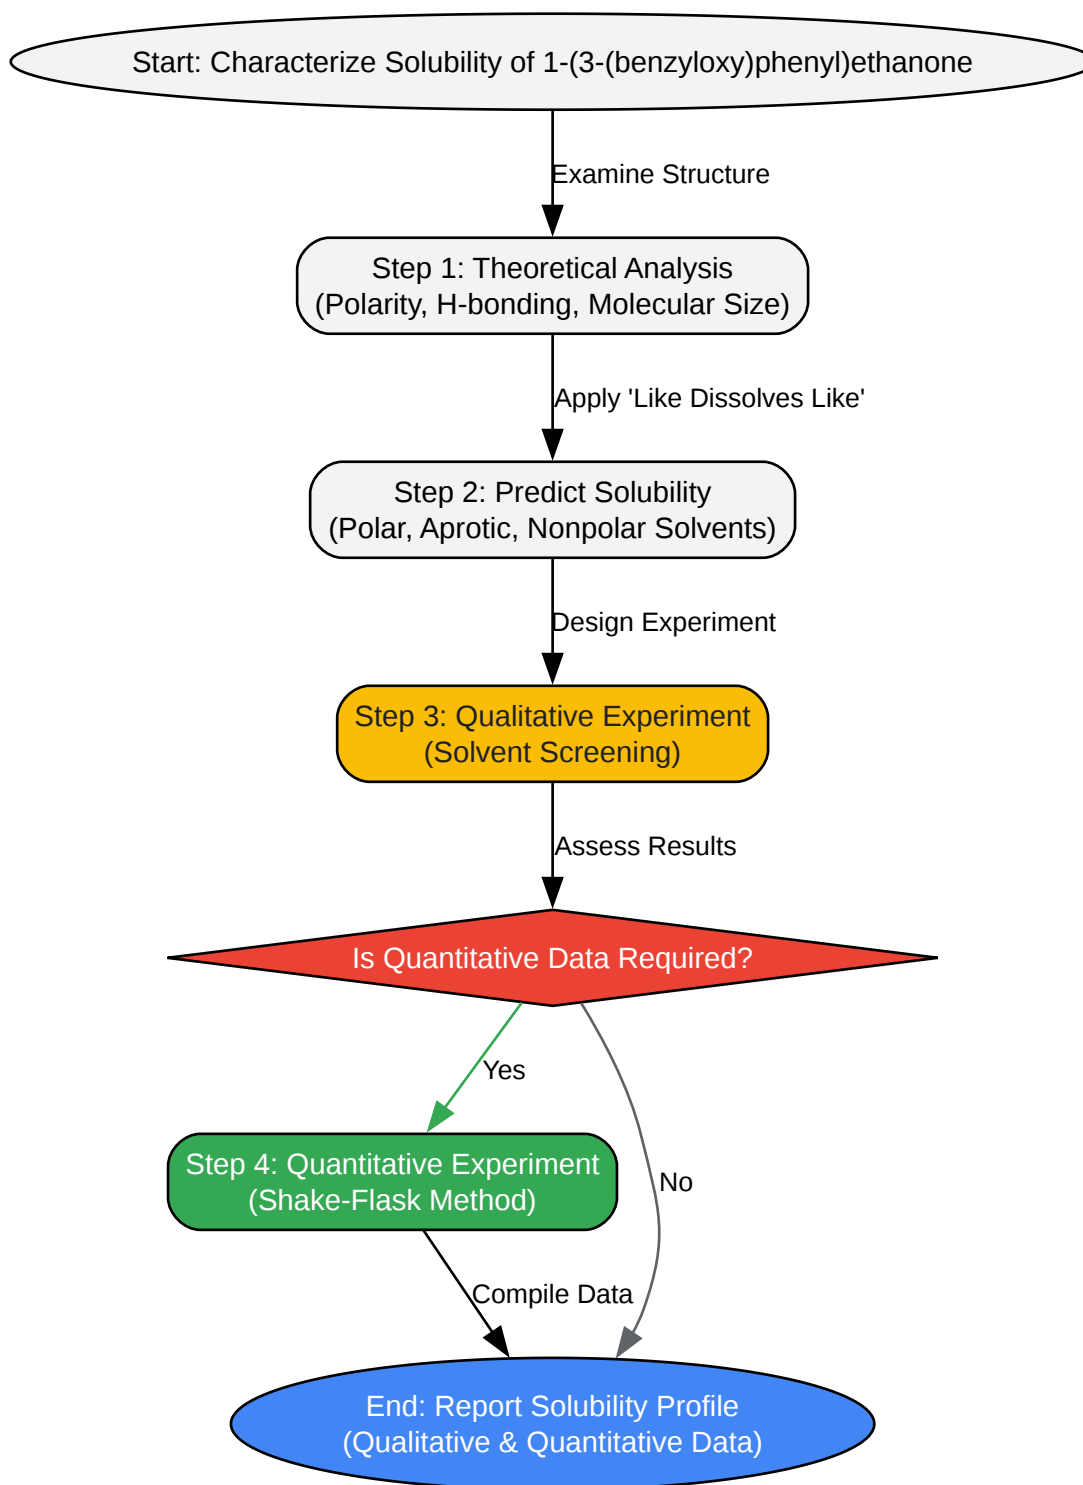 Start: Characterize Solubility of 1-(3-(benzyloxy)phenyl)ethanone
Examine Structure
Step 1: Theoretical Analysis
(Polarity, H-bonding, Molecular Size)
Apply 'Like Dissolves Like'
Step 2: Predict Solubility
(Polar, Aprotic, Nonpolar Solvents)
Design Experiment
Step 3: Qualitative Experiment
(Solvent Screening)
Assess Results
Is Quantitative Data Required?
Yes
Step 4: Quantitative Experiment
(Shake-Flask Method)
No
Compile Data
End: Report Solubility Profile
(Qualitative & Quantitative Data)